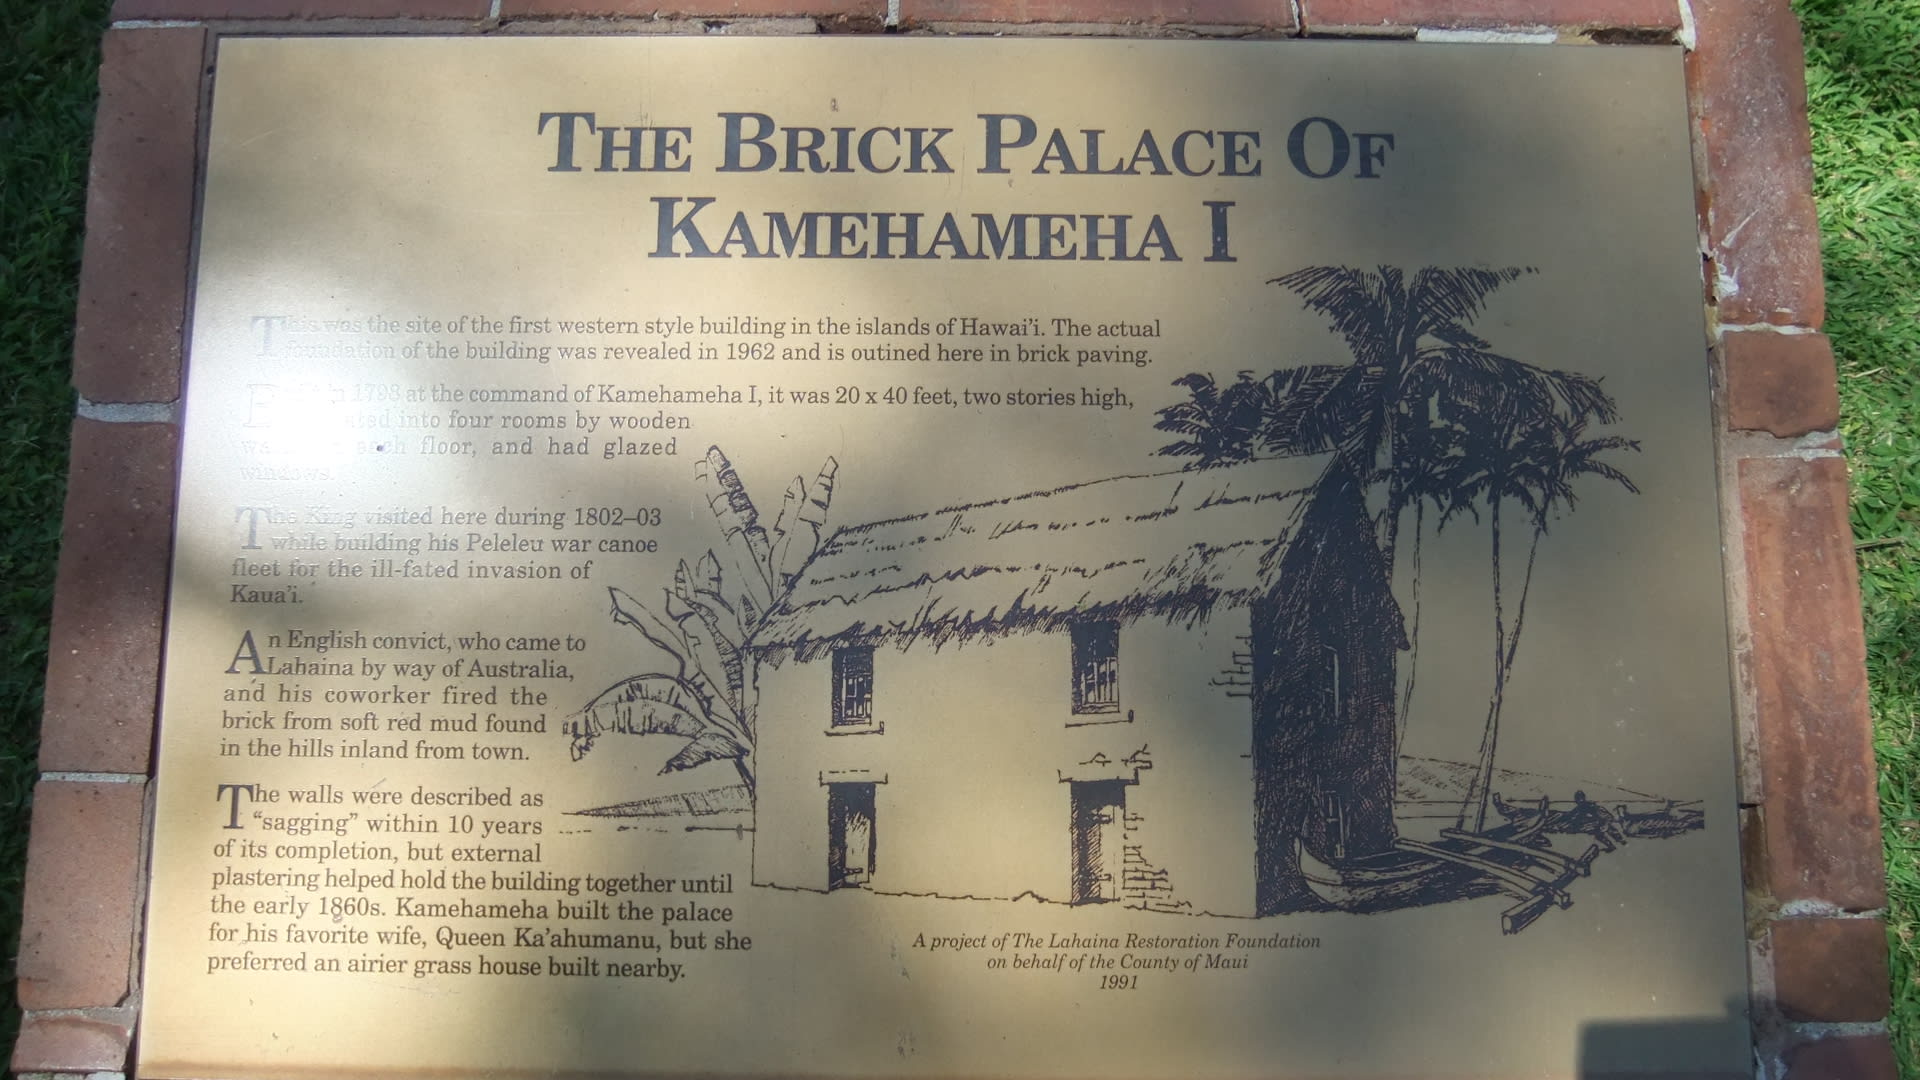 THE BRICK PALACE OF
KAMEHAMEHA I
This was the site of the first western style building in the islands of Hawai'i. The actual
foundation of the building was revealed in 1962 and is outined here in brick paving.
in 1798 at the command of Kamehameha I, it was 20 x 40 feet, two stories high,
into four rooms by wooden
each floor, and had glazed
windows.
The King visited here during 1802–03
while building his Peleleu war canoe
fleet for the ill-fated invasion of
Kaua'i.
An English convict, who came to
Lahaina by way of Australia,
and his coworker fired the
brick from soft red mud found
in the hills inland from town.
The walls were described as
"sagging" within 10 years
of its completion, but external
plastering helped hold the building together until
the early 1860s. Kamehameha built the palace
for his favorite wife, Queen Ka'ahumanu, but she
preferred an airier grass house built nearby.
A project of The Lahaina Restoration Foundation
on behalf of the County of Maui
1991